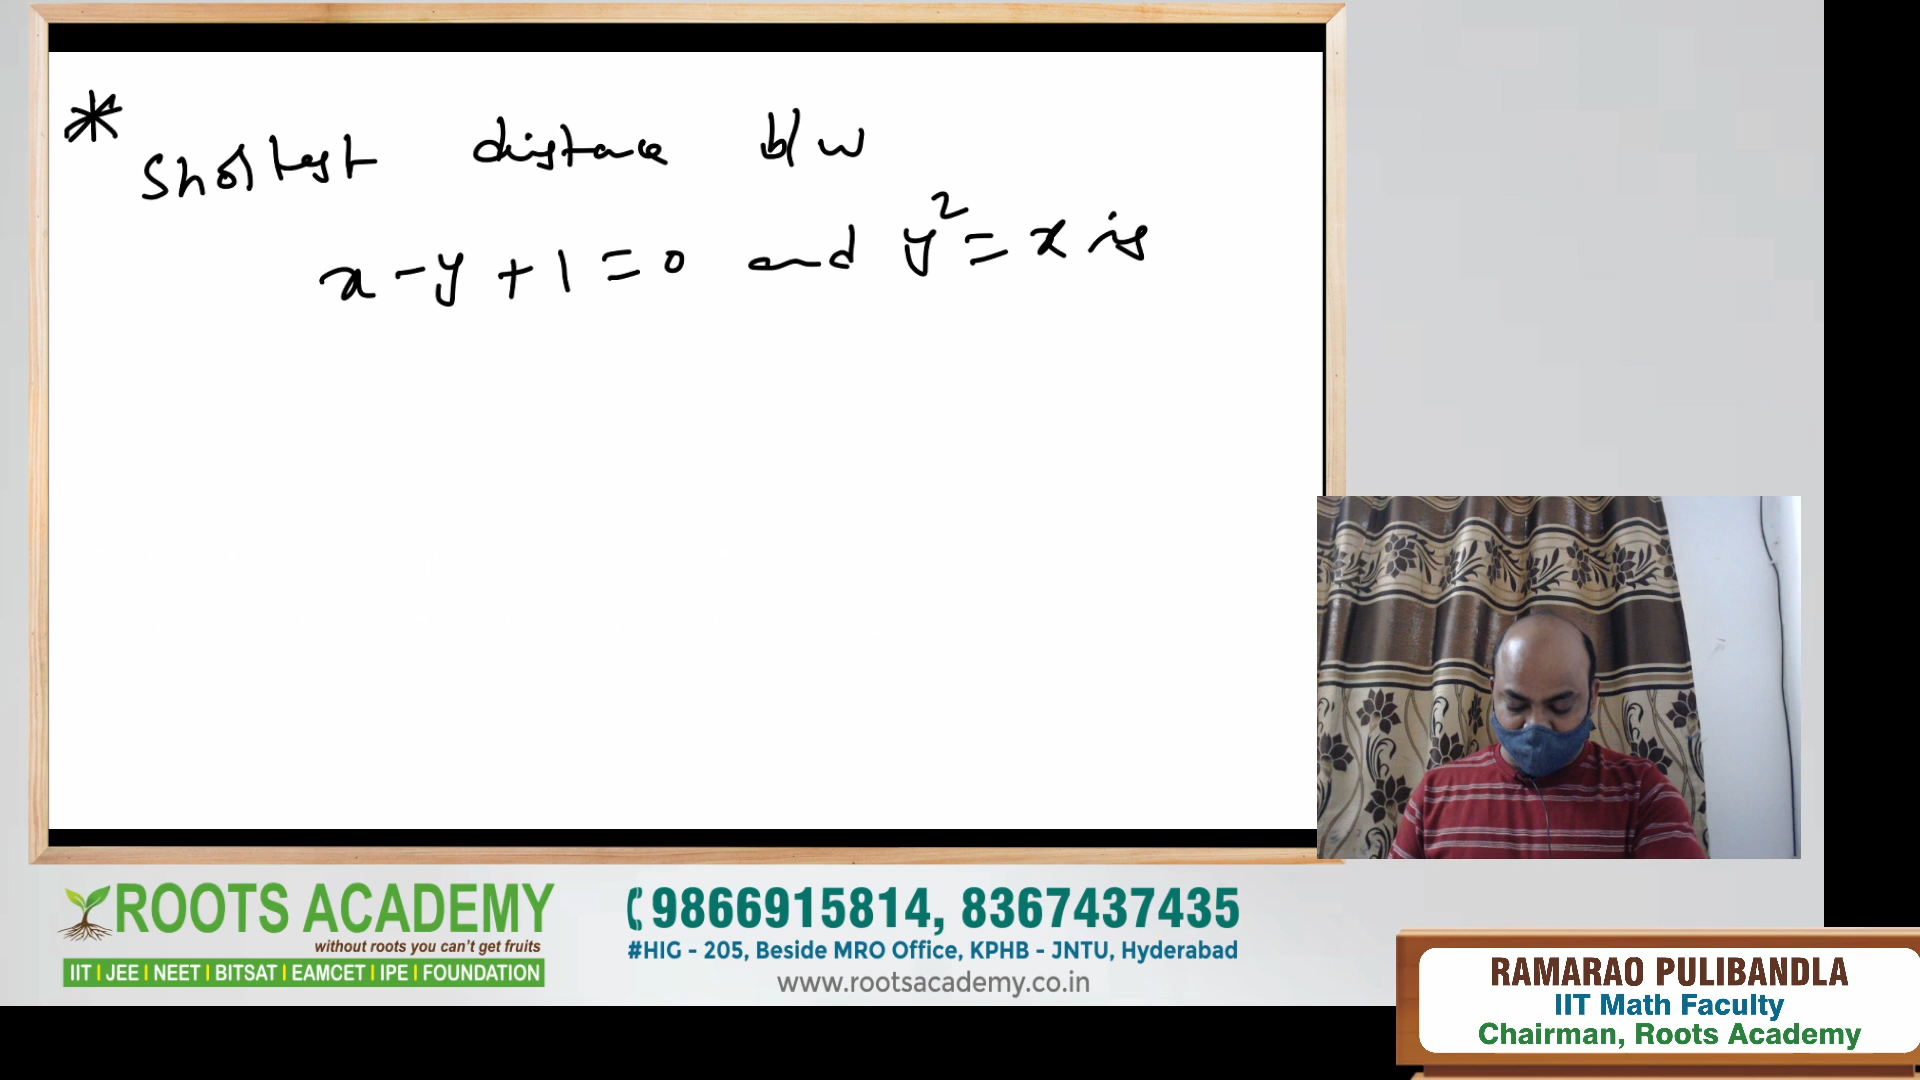 * Shortest distance b/w
x - y + 1 = 0 and y² = x is
ROOTS ACADEMY
without roots you can't get fruits
IIT | JEE | NEET | BITSAT | EAMCET | IPE | FOUNDATION
9866915814, 8367437435
#HIG - 205, Beside MRO Office, KPHB - JNTU, Hyderabad
www.rootsacademy.co.in
RAMARAO PULIBANDLA
IIT Math Faculty
Chairman, Roots Academy